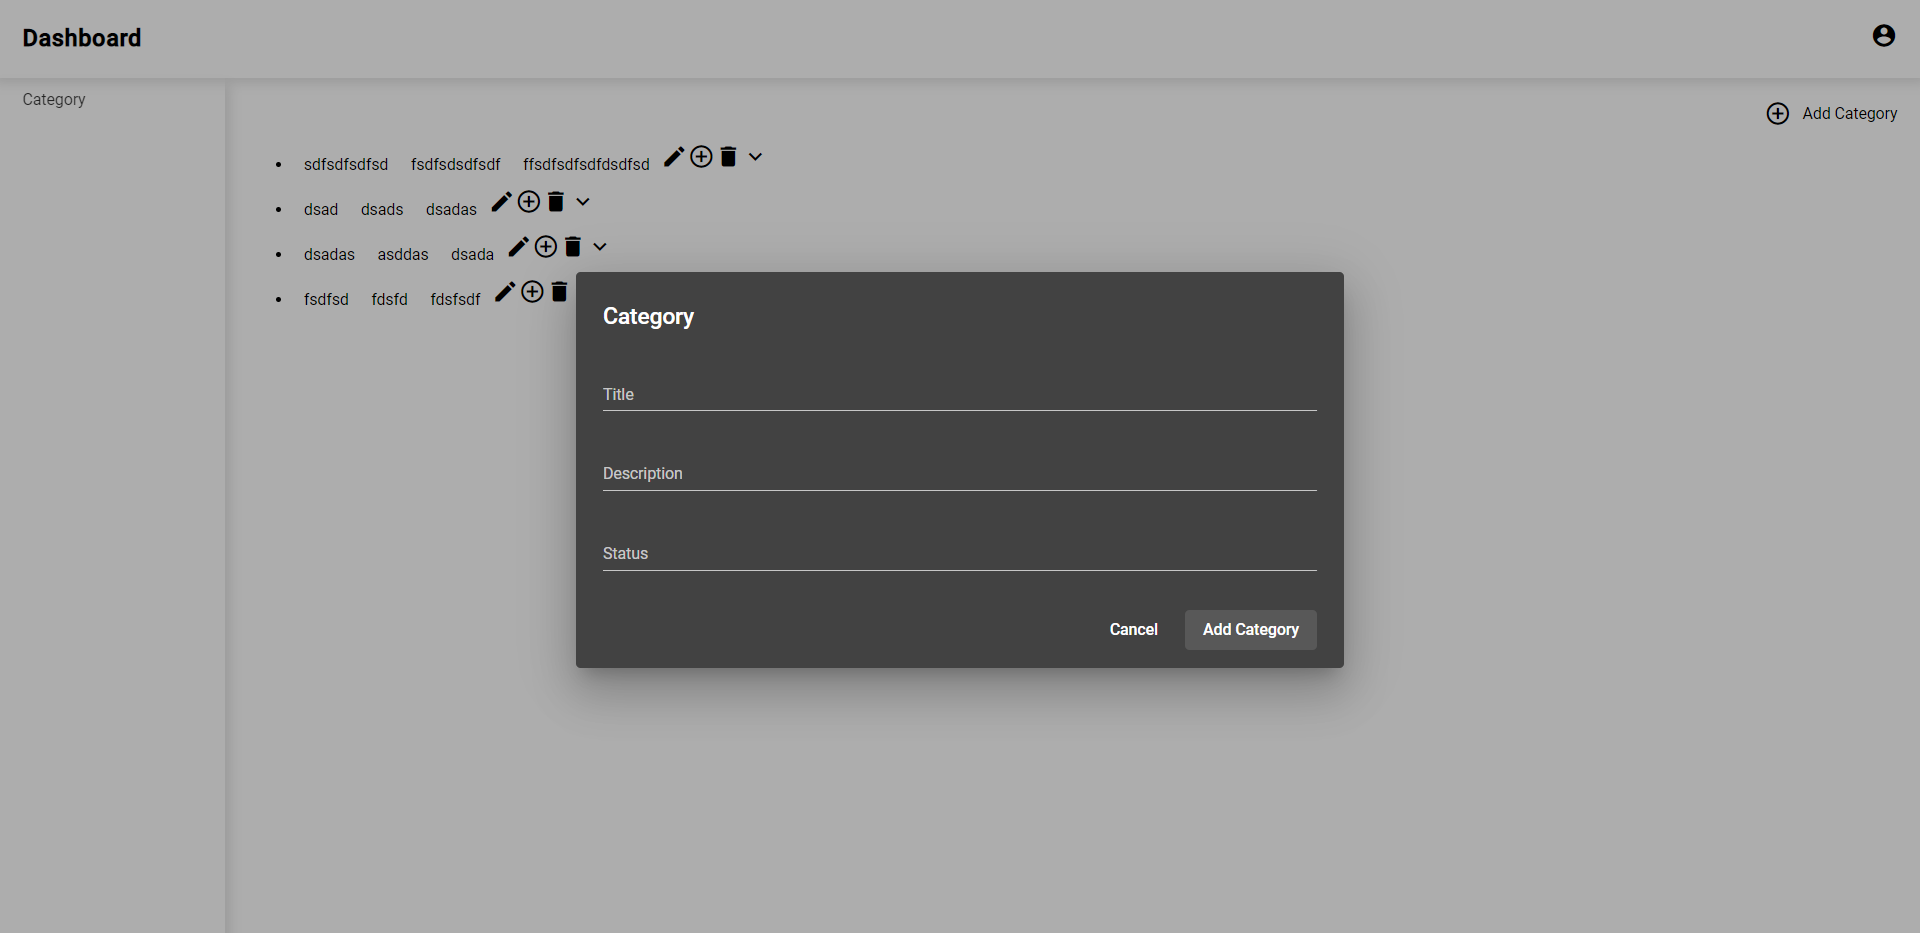 Dashboard
Category
Add Category
sdfsdfsdfsd fsdfsdsdfsdf ffsdfsdfsdfdsdfsd
dsad dsads dsadas
dsadas asddas dsada
fsdfsd fdsfd fdsfsdf
Category
Title
Description
Status
Cancel Add Category